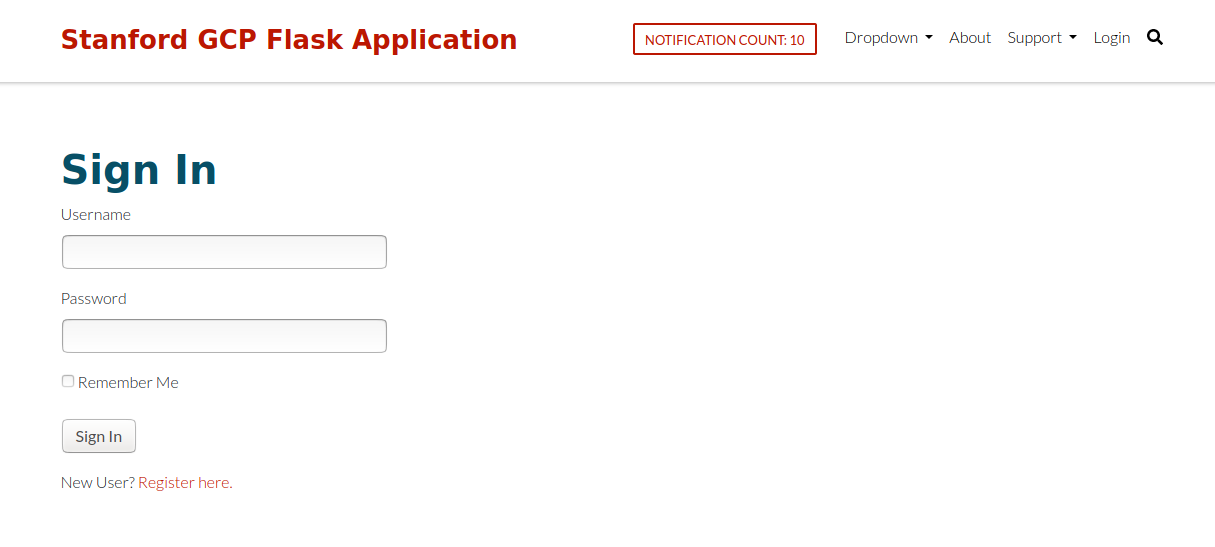 Stanford GCP Flask Application
NOTIFICATION COUNT: 10
Dropdown
About
Support
Login
Sign In
Username
Password
Remember Me
Sign In
New User? Register here.